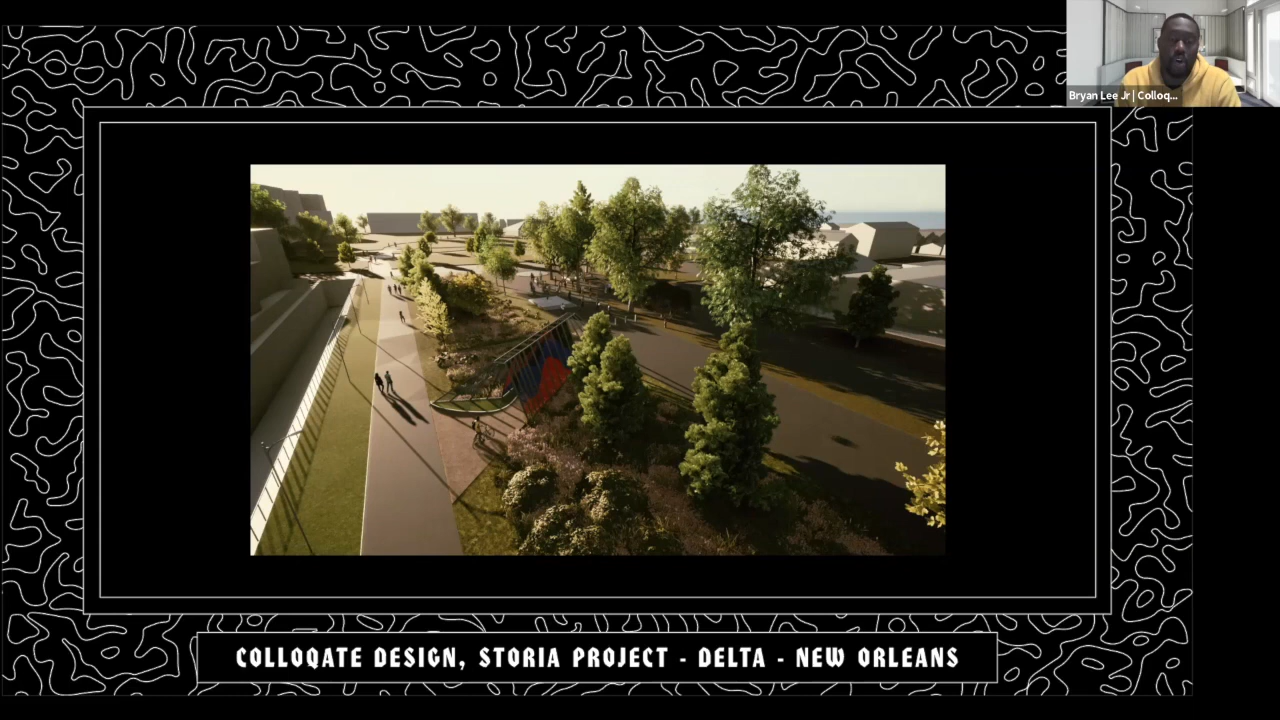 Bryan Lee Jr | Colloq...
COLLOQATE DESIGN, STORIA PROJECT - DELTA - NEW ORLEANS